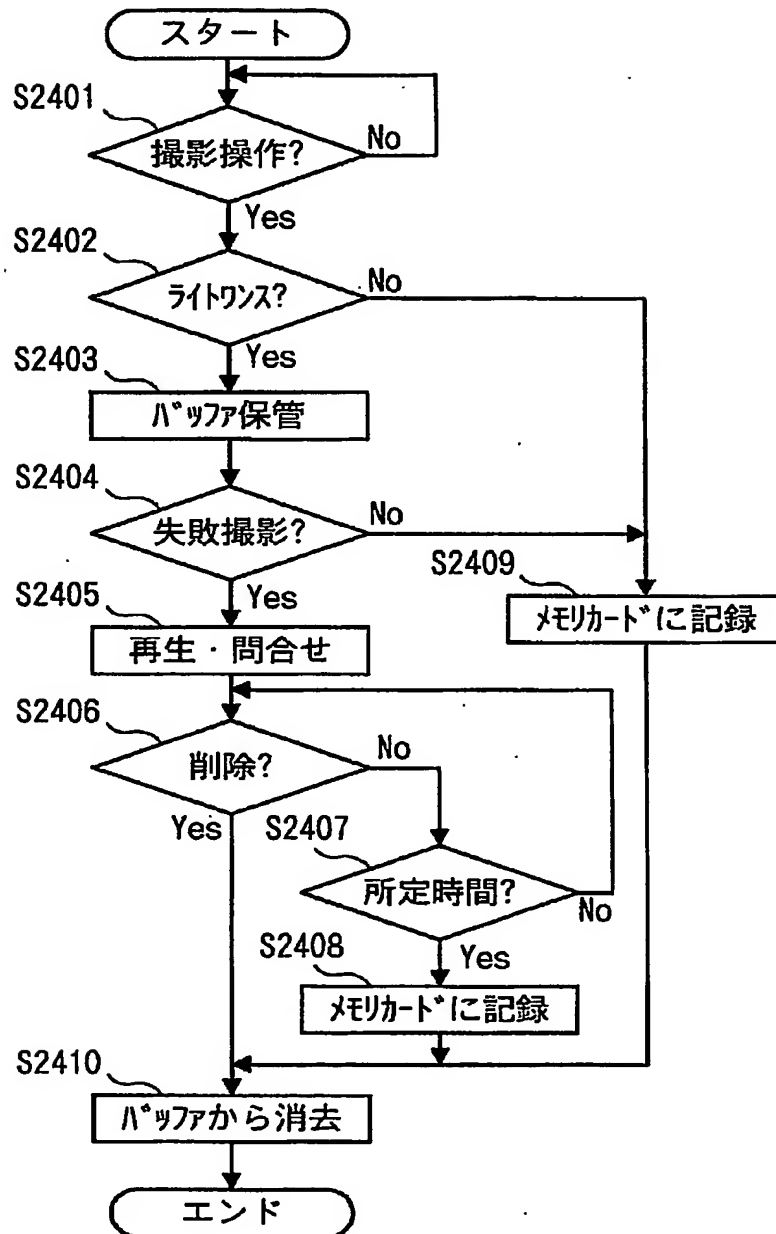 スタート
S2401
撮影操作?
No
Yes
S2402
ﾗｲﾄﾜﾝｽ?
No
Yes
S2403
ﾊﾞｯﾌｧ保管
S2404
失敗撮影?
No
Yes
S2409
ﾒﾓﾘｶｰﾄﾞに記録
S2405
再生・問合せ
S2406
削除?
No
Yes
S2407
所定時間?
No
Yes
S2408
ﾒﾓﾘｶｰﾄﾞに記録
S2410
ﾊﾞｯﾌｧから消去
エンド